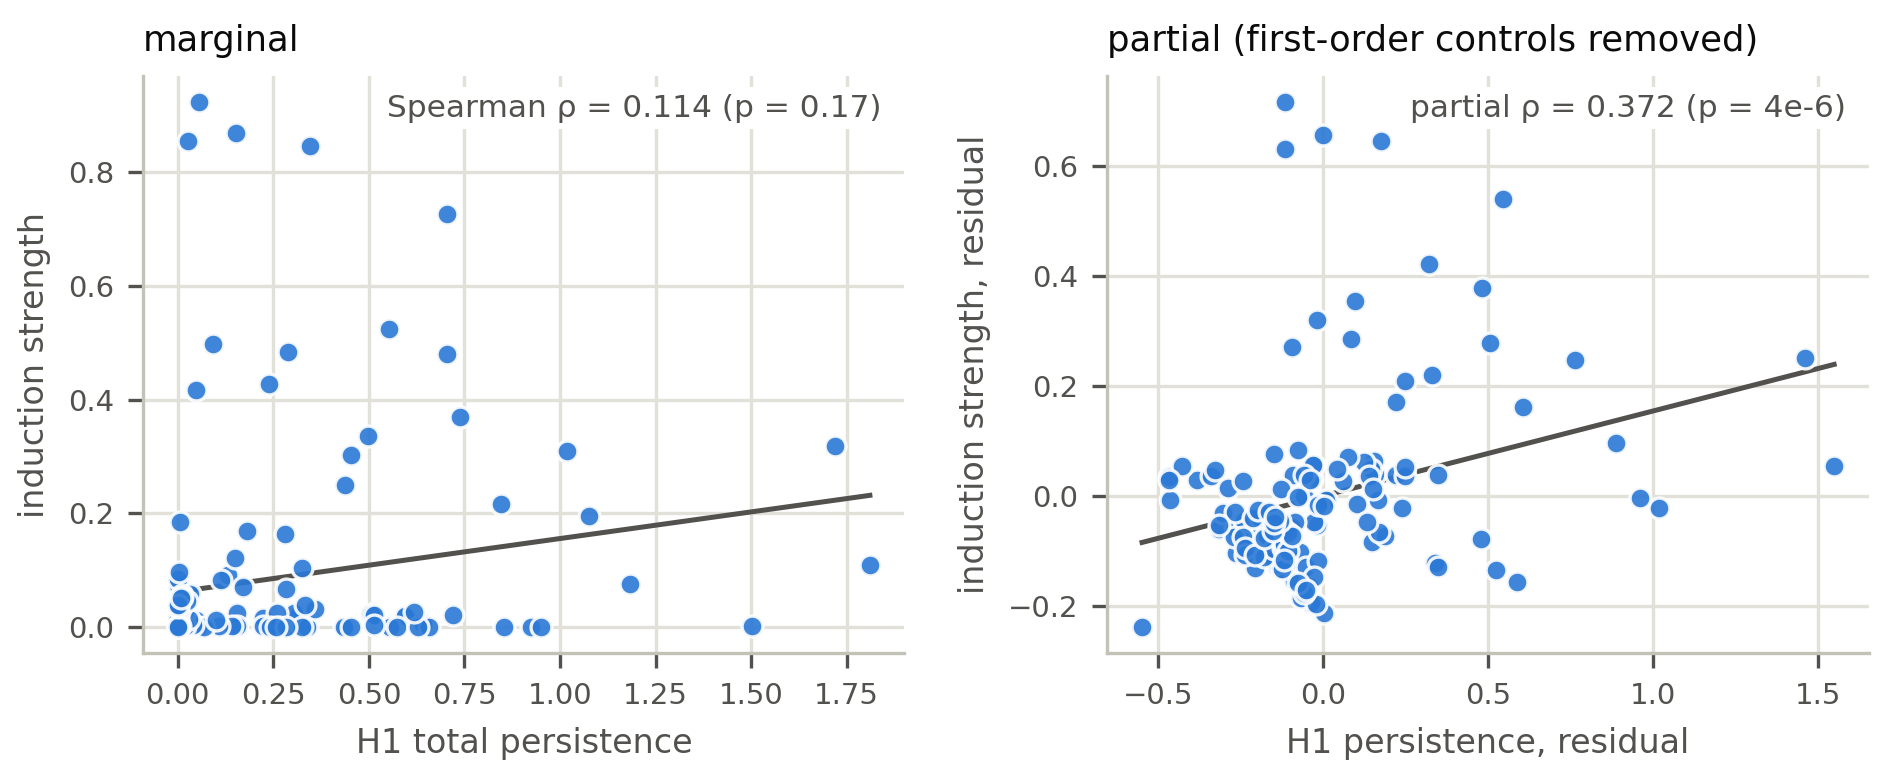 marginal
Spearman ρ = 0.114 (p = 0.17)
induction strength
0.8
0.6
0.4
0.2
0.0
0.00 0.25 0.50 0.75 1.00 1.25 1.50 1.75
H1 total persistence
partial (first-order controls removed)
partial ρ = 0.372 (p = 4e-6)
induction strength, residual
0.6
0.4
0.2
0.0
−0.2
−0.5 0.0 0.5 1.0 1.5
H1 persistence, residual